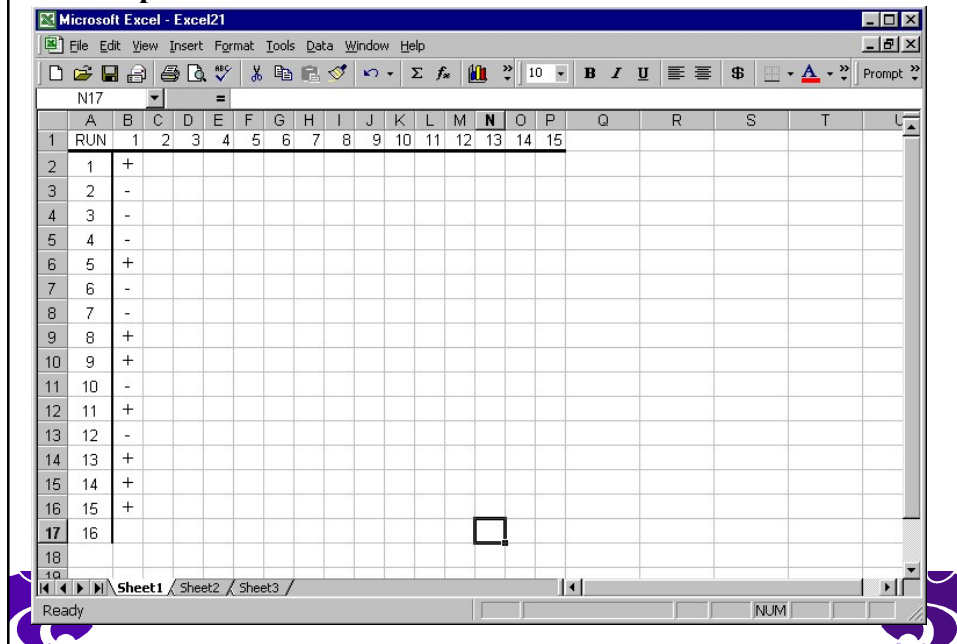 Microsoft Excel - Excel21
File Edit View Insert Format Tools Data Window Help
Σ fx 10 B I U $ A Prompt
N17 =
A B C D E F G H I J K L M N O P Q R S T
1 RUN 1 2 3 4 5 6 7 8 9 10 11 12 13 14 15
2 1 +
3 2 -
4 3 -
5 4 -
6 5 +
7 6 -
8 7 -
9 8 +
10 9 +
11 10 -
12 11 +
13 12 -
14 13 +
15 14 +
16 15 +
17 16
18
19
Sheet1 Sheet2 Sheet3
Ready NUM